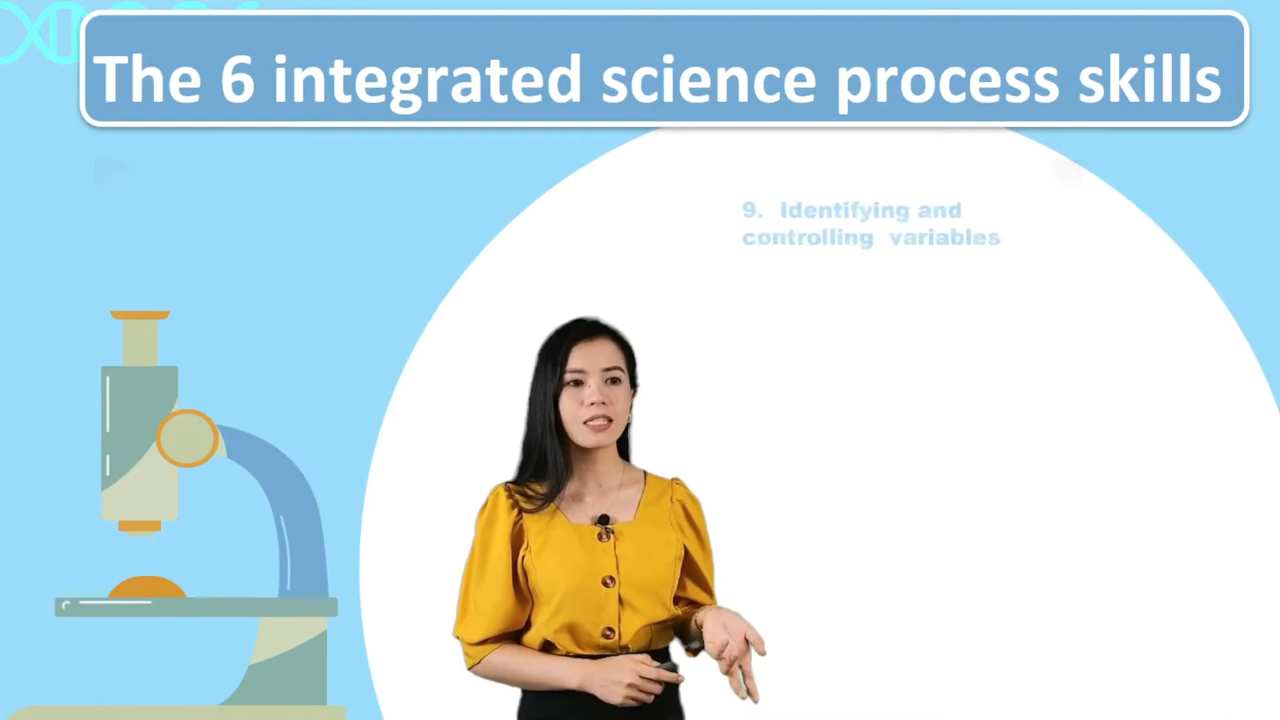 The 6 integrated science process skills
9. Identifying and
controlling variables